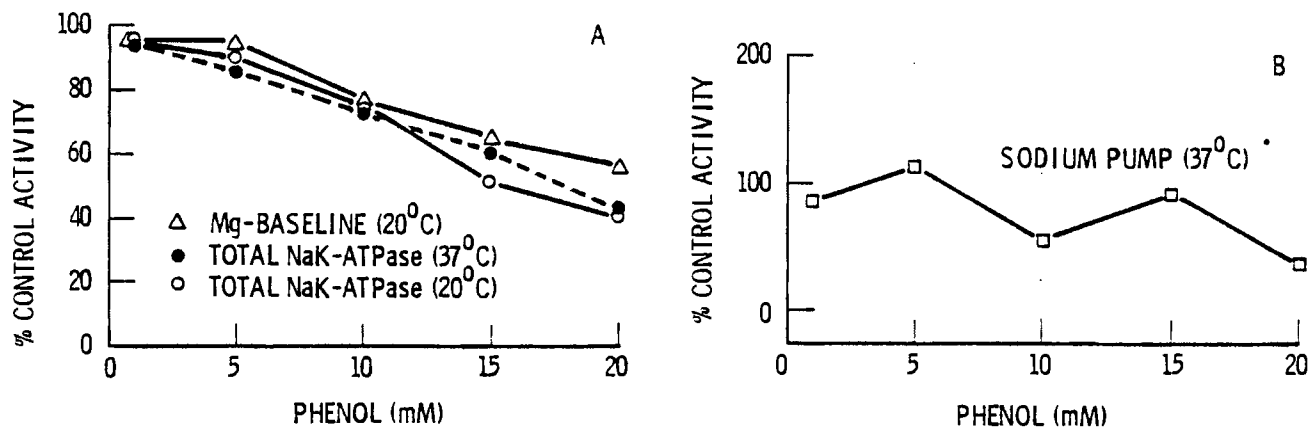 A
% CONTROL ACTIVITY
100
80
60
40
20
0
△ Mg-BASELINE (20°C)
● TOTAL NaK-ATPase (37°C)
○ TOTAL NaK-ATPase (20°C)
0 5 10 15 20
PHENOL (mM)
B
% CONTROL ACTIVITY
200
100
0
SODIUM PUMP (37°C)
0 5 10 15 20
PHENOL (mM)